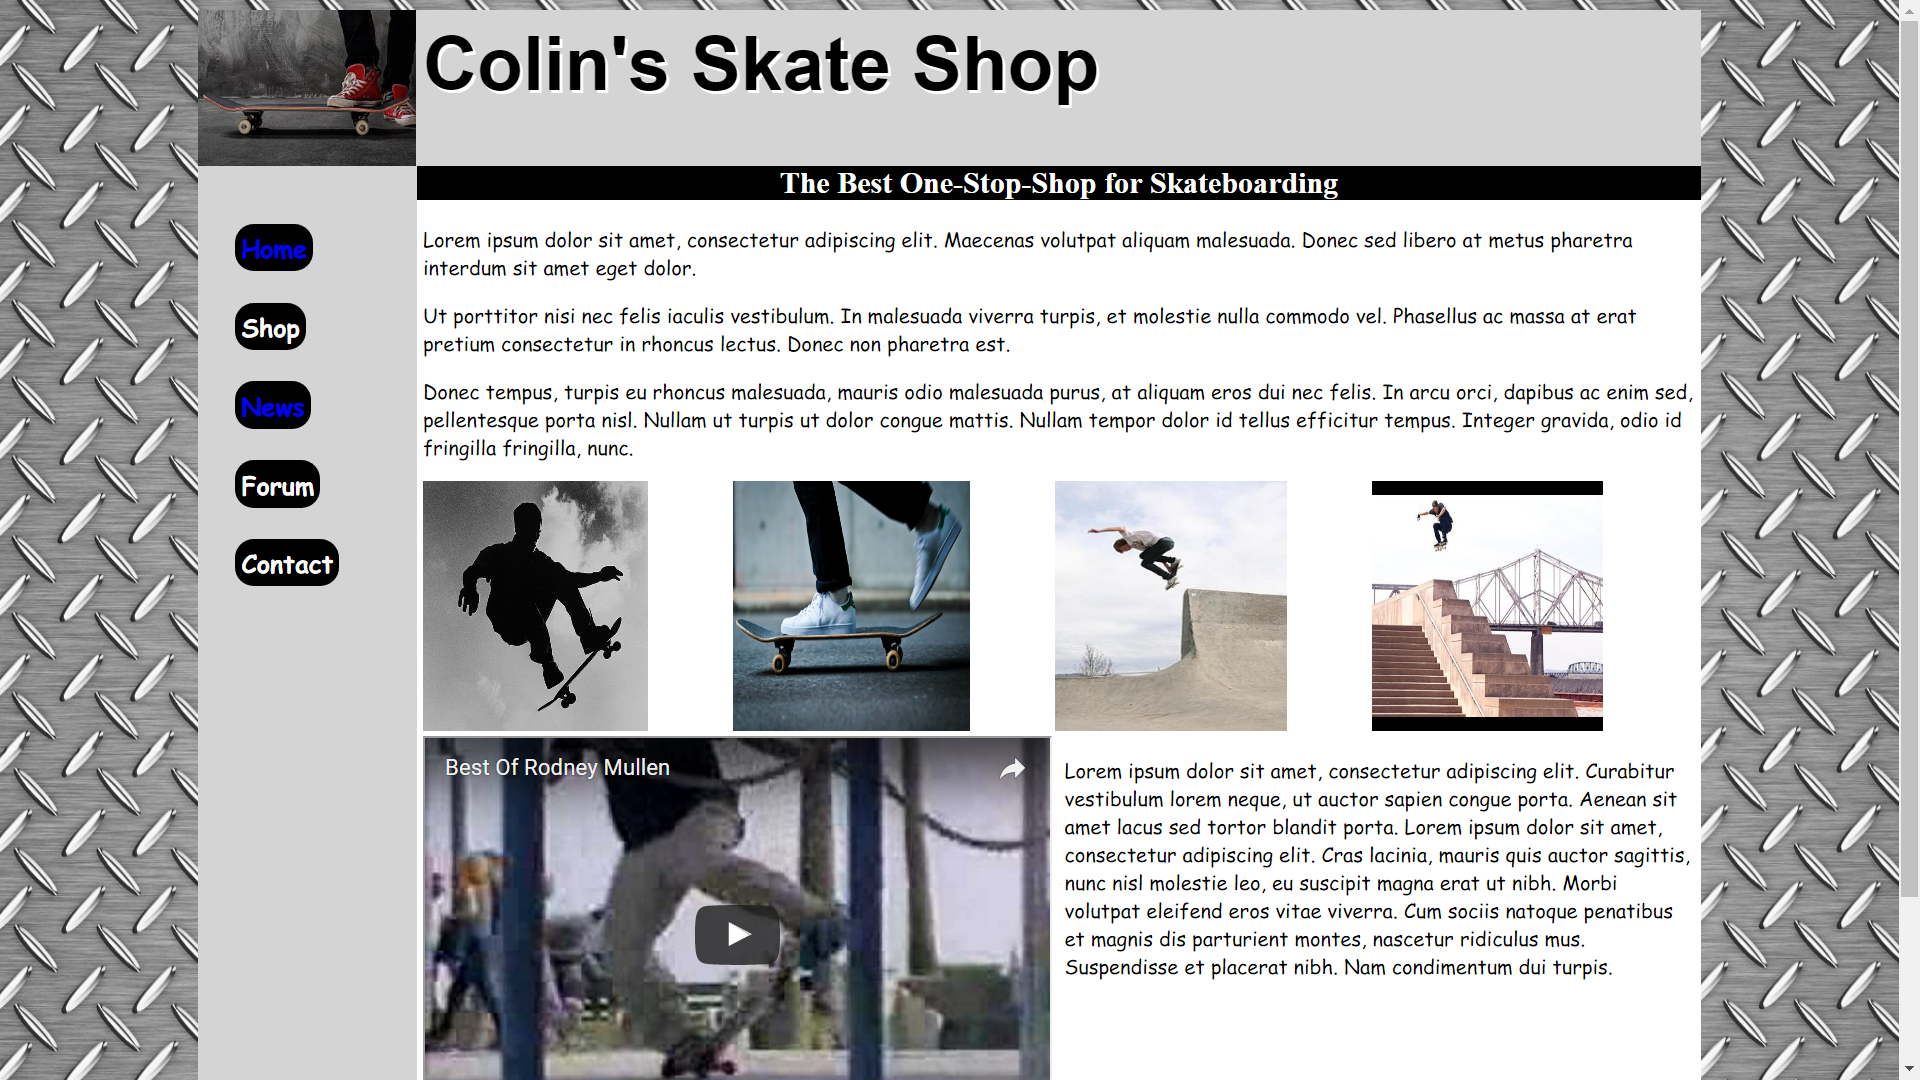 Colin's Skate Shop
The Best One-Stop-Shop for Skateboarding
Home
Shop
News
Forum
Contact
Lorem ipsum dolor sit amet, consectetur adipiscing elit. Maecenas volutpat aliquam malesuada. Donec sed libero at metus pharetra
interdum sit amet eget dolor.
Ut porttitor nisi nec felis iaculis vestibulum. In malesuada viverra turpis, et molestie nulla commodo vel. Phasellus ac massa at erat
pretium consectetur in rhoncus lectus. Donec non pharetra est.
Donec tempus, turpis eu rhoncus malesuada, mauris odio malesuada purus, at aliquam eros dui nec felis. In arcu orci, dapibus ac enim sed,
pellentesque porta nisl. Nullam ut turpis ut dolor congue mattis. Nullam tempor dolor id tellus efficitur tempus. Integer gravida, odio id
fringilla fringilla, nunc.
Best Of Rodney Mullen
Lorem ipsum dolor sit amet, consectetur adipiscing elit. Curabitur
vestibulum lorem neque, ut auctor sapien congue porta. Aenean sit
amet lacus sed tortor blandit porta. Lorem ipsum dolor sit amet,
consectetur adipiscing elit. Cras lacinia, mauris quis auctor sagittis,
nunc nisl molestie leo, eu suscipit magna erat ut nibh. Morbi
volutpat eleifend eros vitae viverra. Cum sociis natoque penatibus
et magnis dis parturient montes, nascetur ridiculus mus.
Suspendisse et placerat nibh. Nam condimentum dui turpis.